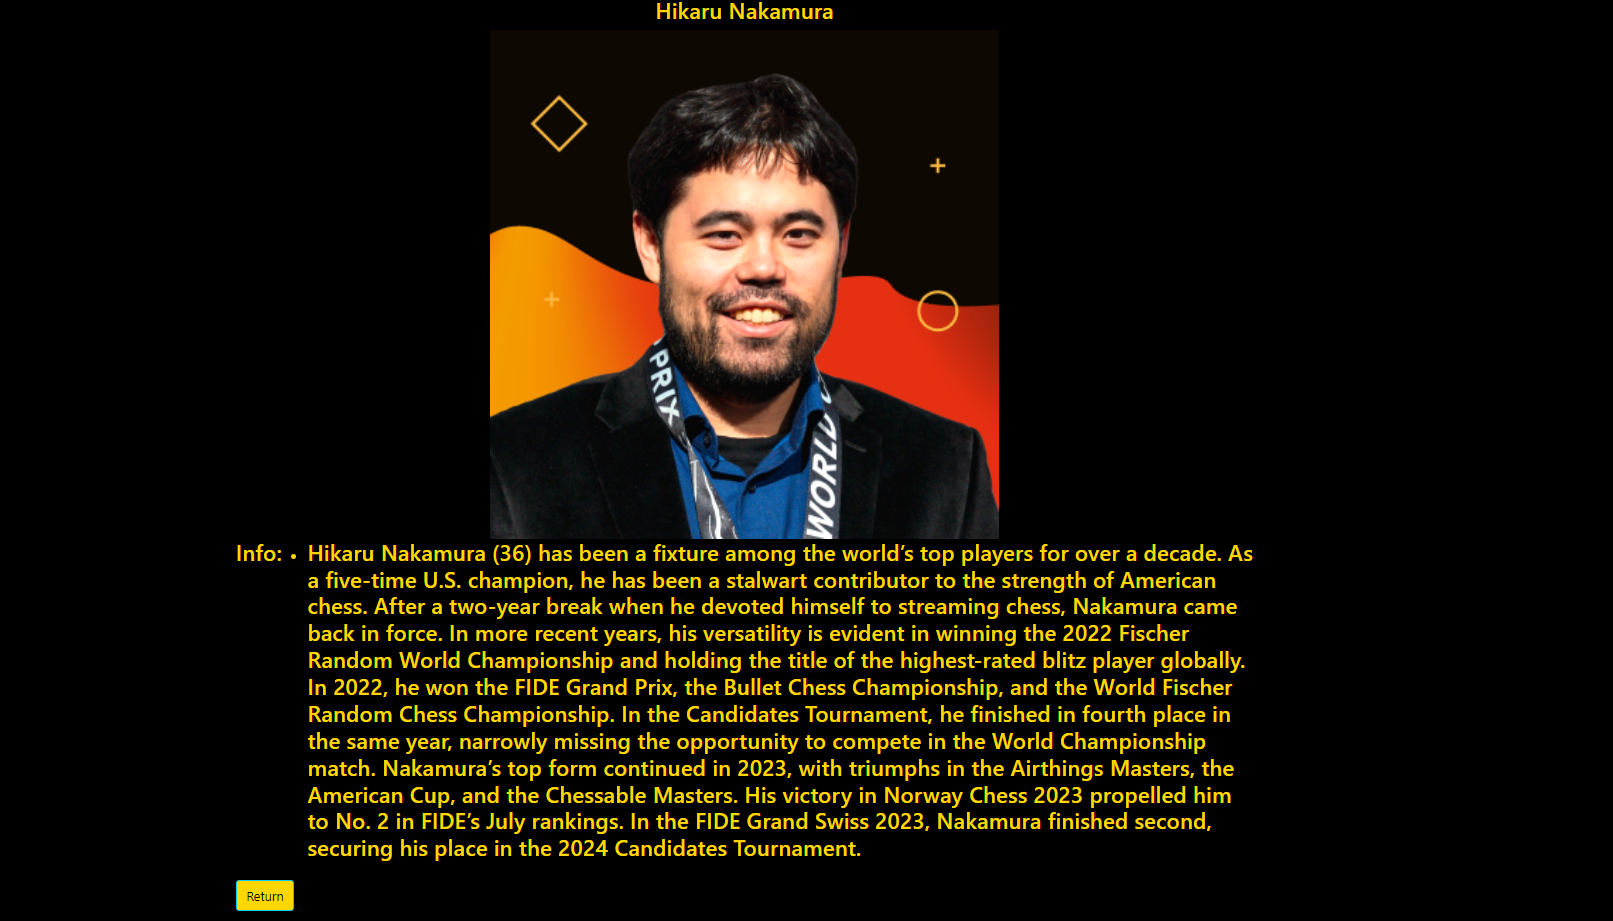 Hikaru Nakamura
PRIX
WORLD
Info: • Hikaru Nakamura (36) has been a fixture among the world’s top players for over a decade. As
a five-time U.S. champion, he has been a stalwart contributor to the strength of American
chess. After a two-year break when he devoted himself to streaming chess, Nakamura came
back in force. In more recent years, his versatility is evident in winning the 2022 Fischer
Random World Championship and holding the title of the highest-rated blitz player globally.
In 2022, he won the FIDE Grand Prix, the Bullet Chess Championship, and the World Fischer
Random Chess Championship. In the Candidates Tournament, he finished in fourth place in
the same year, narrowly missing the opportunity to compete in the World Championship
match. Nakamura’s top form continued in 2023, with triumphs in the Airthings Masters, the
American Cup, and the Chessable Masters. His victory in Norway Chess 2023 propelled him
to No. 2 in FIDE’s July rankings. In the FIDE Grand Swiss 2023, Nakamura finished second,
securing his place in the 2024 Candidates Tournament.
Return